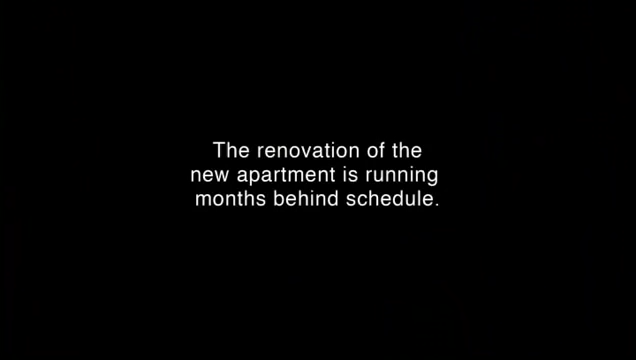 The renovation of the
new apartment is running
months behind schedule.